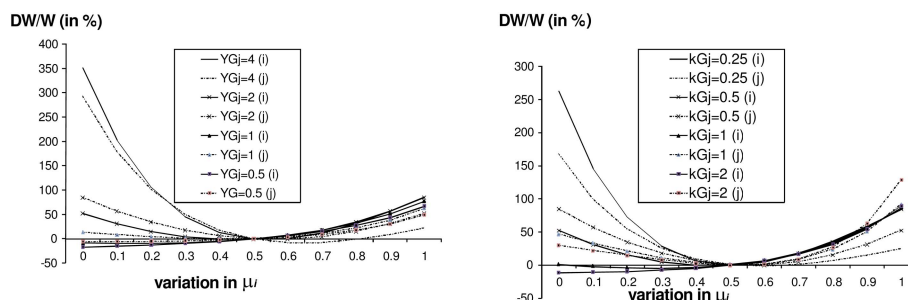 DW/W (in %)
400
350
300
250
200
150
100
50
0
-50
YGj=4 (i)
YGj=4 (j)
YGj=2 (i)
YGj=2 (j)
YGj=1 (i)
YGj=1 (j)
YGj=0.5 (i)
YG=0.5 (j)
0 0.1 0.2 0.3 0.4 0.5 0.6 0.7 0.8 0.9 1
variation in μi
DW/W (in %)
300
250
200
150
100
50
0
-50
kGj=0.25 (i)
kGj=0.25 (j)
kGj=0.5 (i)
kGj=0.5 (j)
kGj=1 (i)
kGj=1 (j)
kGj=2 (i)
kGj=2 (j)
0 0.1 0.2 0.3 0.4 0.5 0.6 0.7 0.8 0.9 1
variation in μi